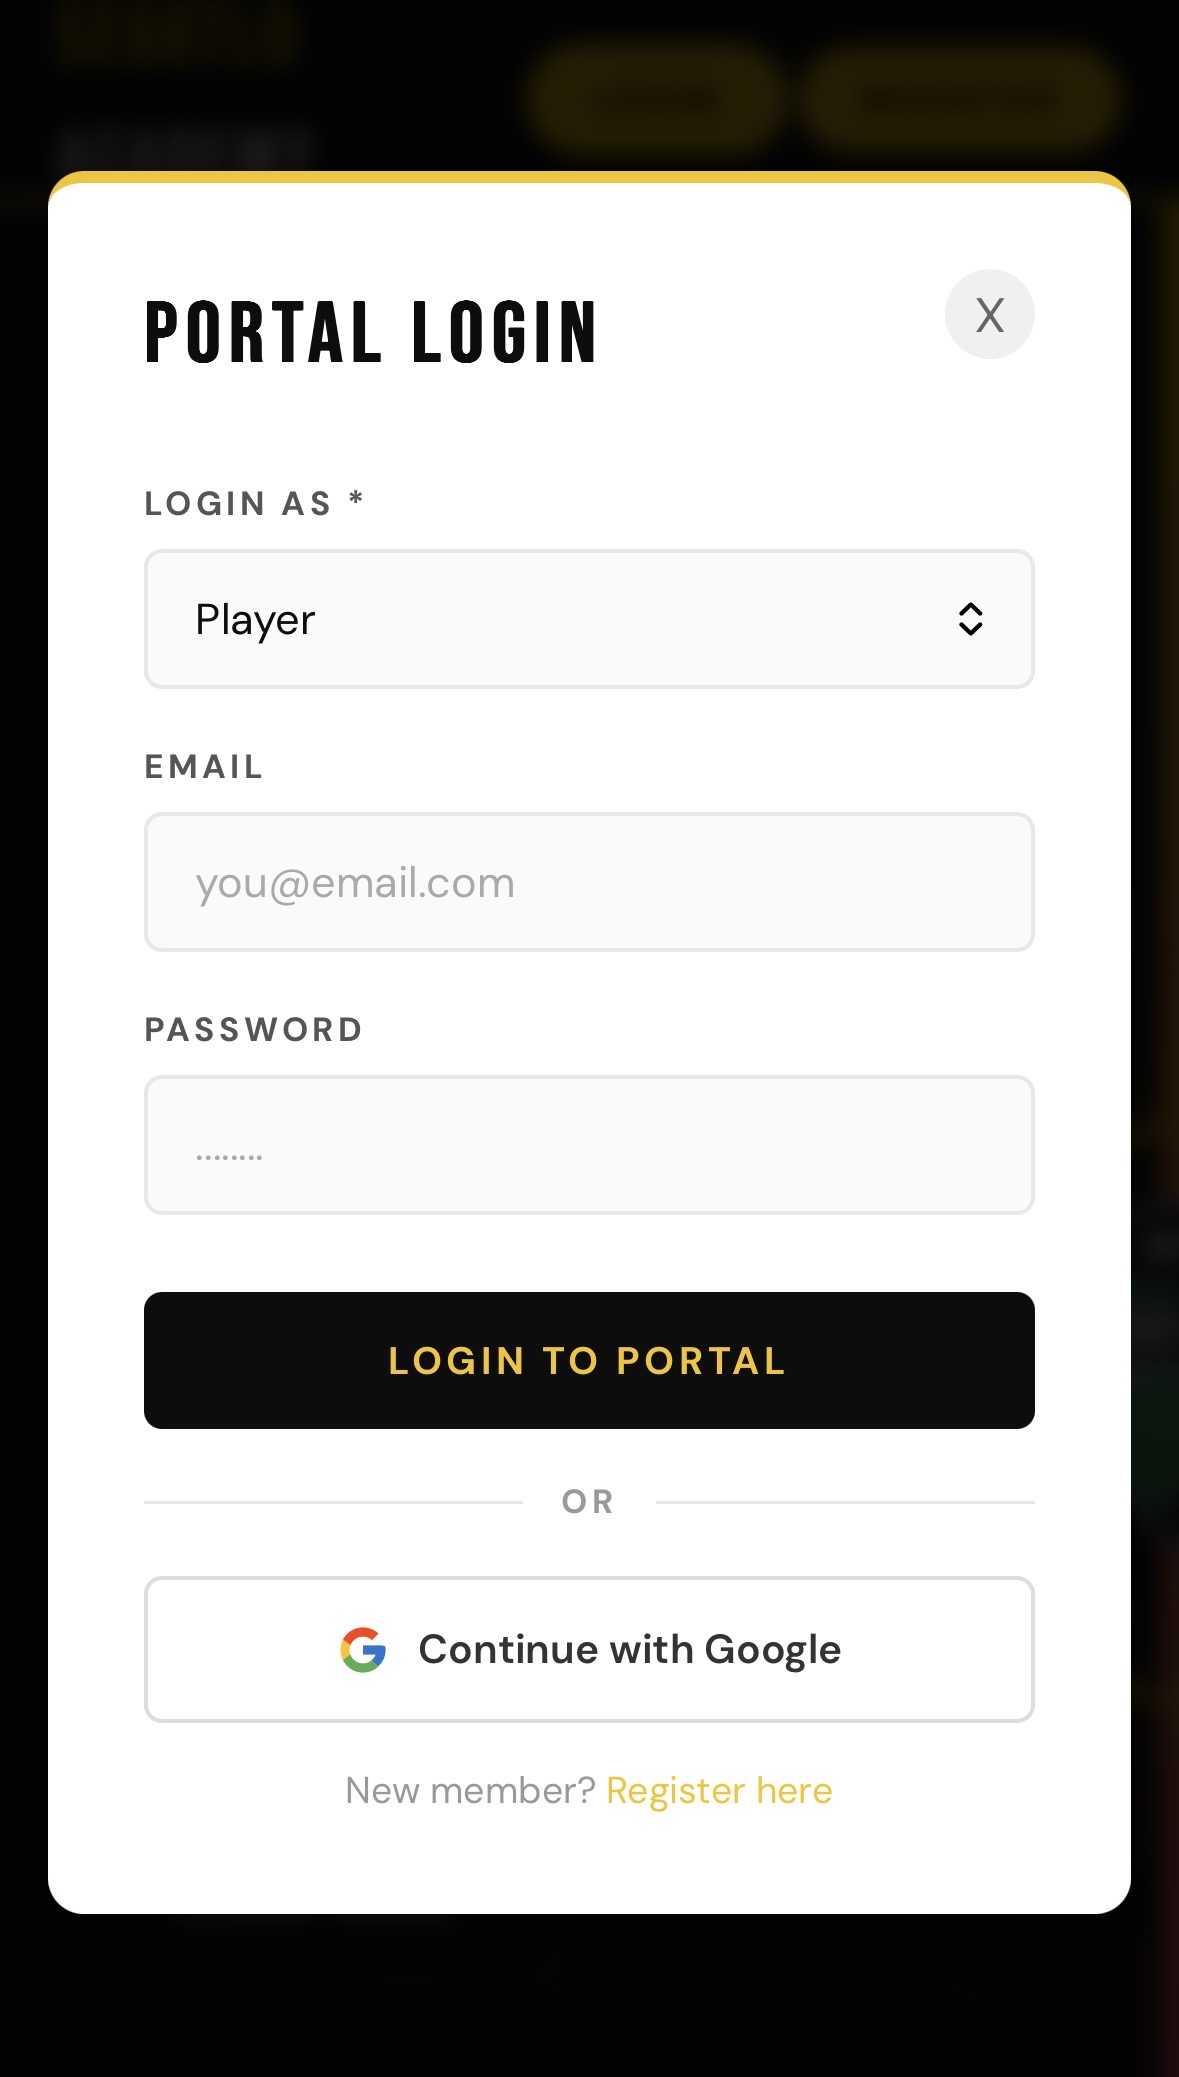 ACADEMY
PORTAL LOGIN
X
LOGIN AS *
Player
EMAIL
you@email.com
PASSWORD
........
LOGIN TO PORTAL
OR
Continue with Google
New member? Register here